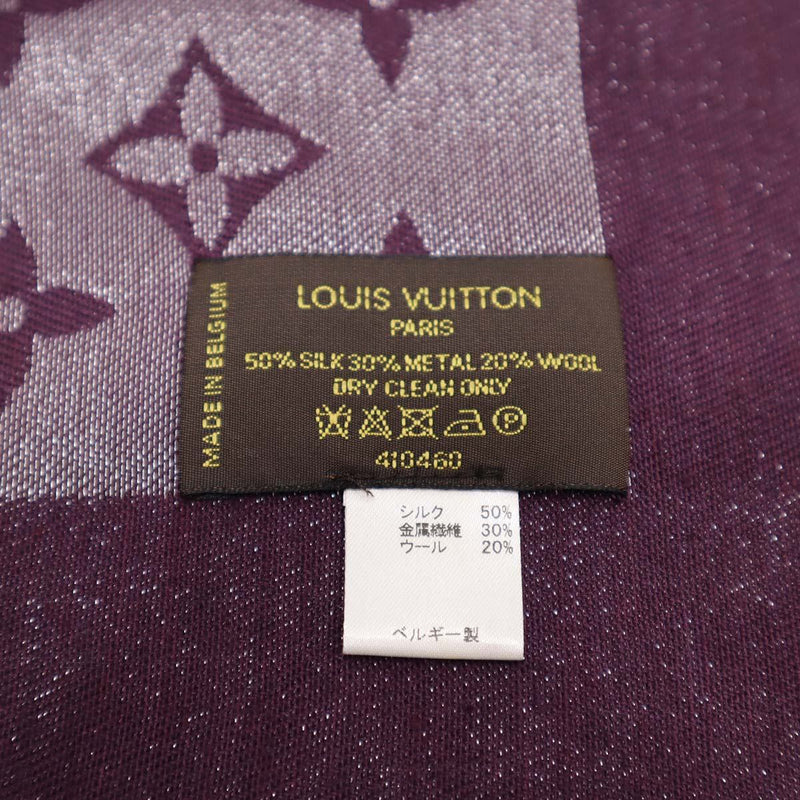 LOUIS VUITTON
PARIS
50% SILK 30% METAL 20% WOOL
DRY CLEAN ONLY
P
410460
MADE IN BELGIUM
シルク 50%
金属繊維 30%
ウール 20%
ベルギー製